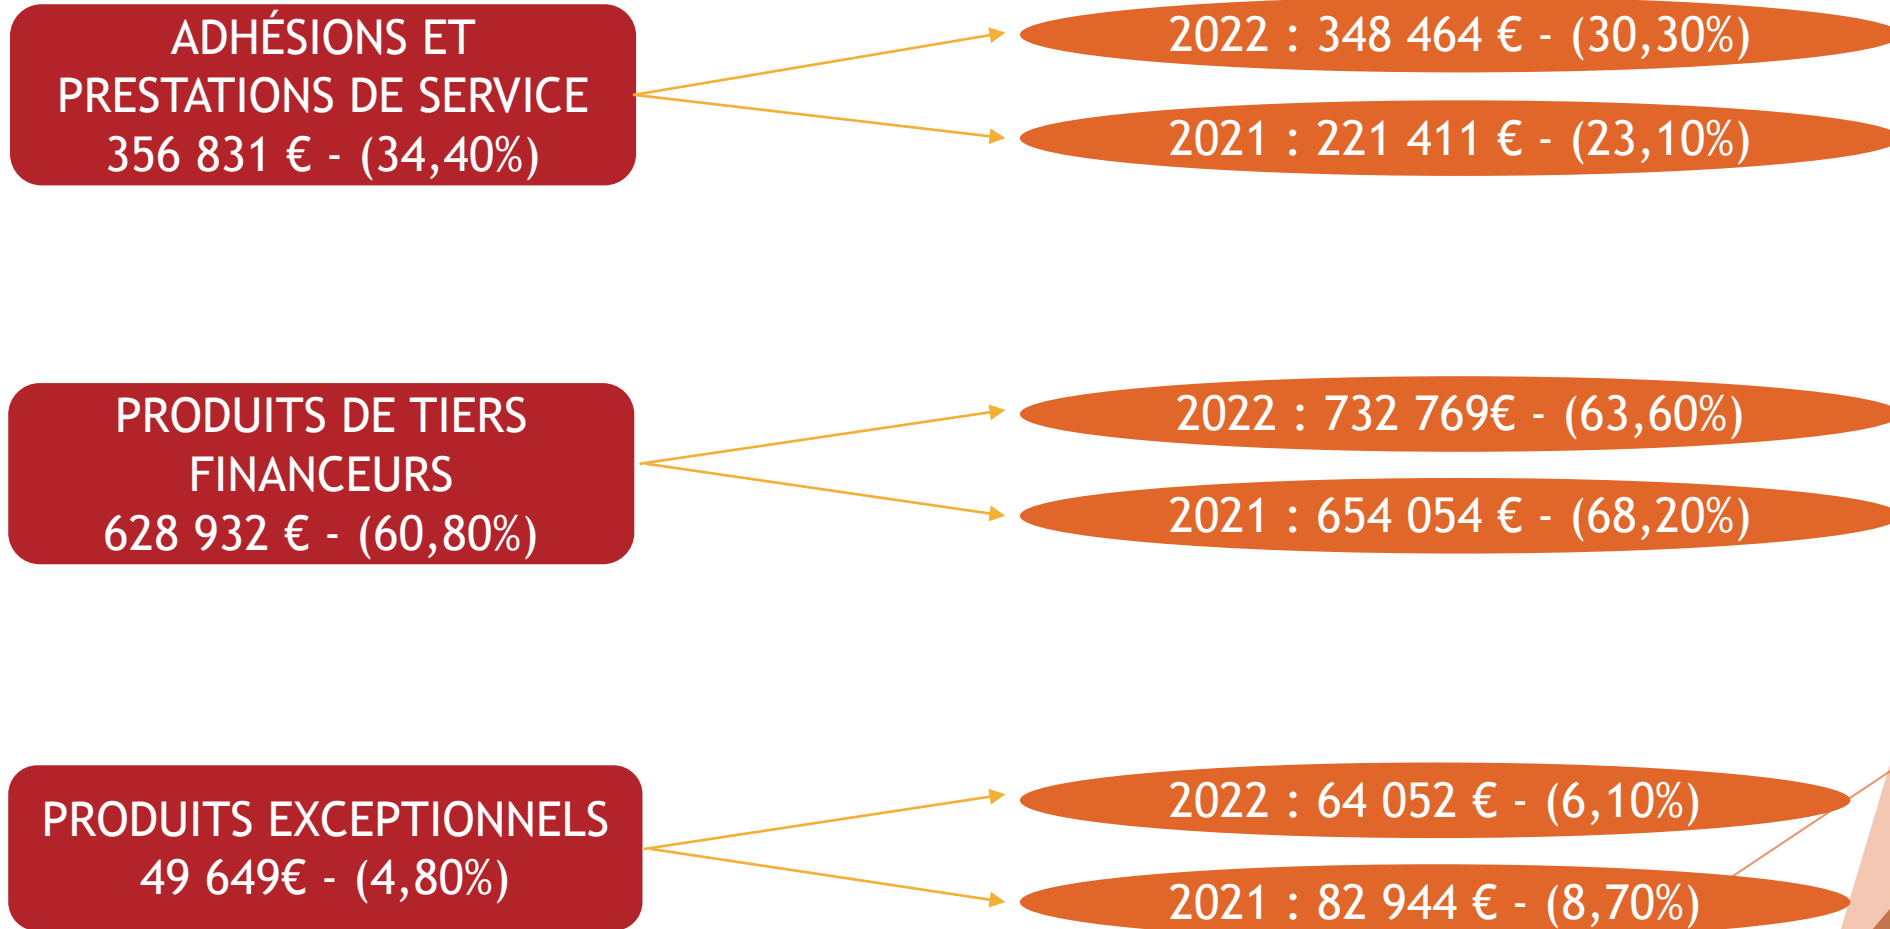 ADHÉSIONS ET
PRESTATIONS DE SERVICE
356 831 € - (34,40%)
2022 : 348 464 € - (30,30%)
2021 : 221 411 € - (23,10%)
PRODUITS DE TIERS
FINANCEURS
628 932 € - (60,80%)
2022 : 732 769€ - (63,60%)
2021 : 654 054 € - (68,20%)
PRODUITS EXCEPTIONNELS
49 649€ - (4,80%)
2022 : 64 052 € - (6,10%)
2021 : 82 944 € - (8,70%)